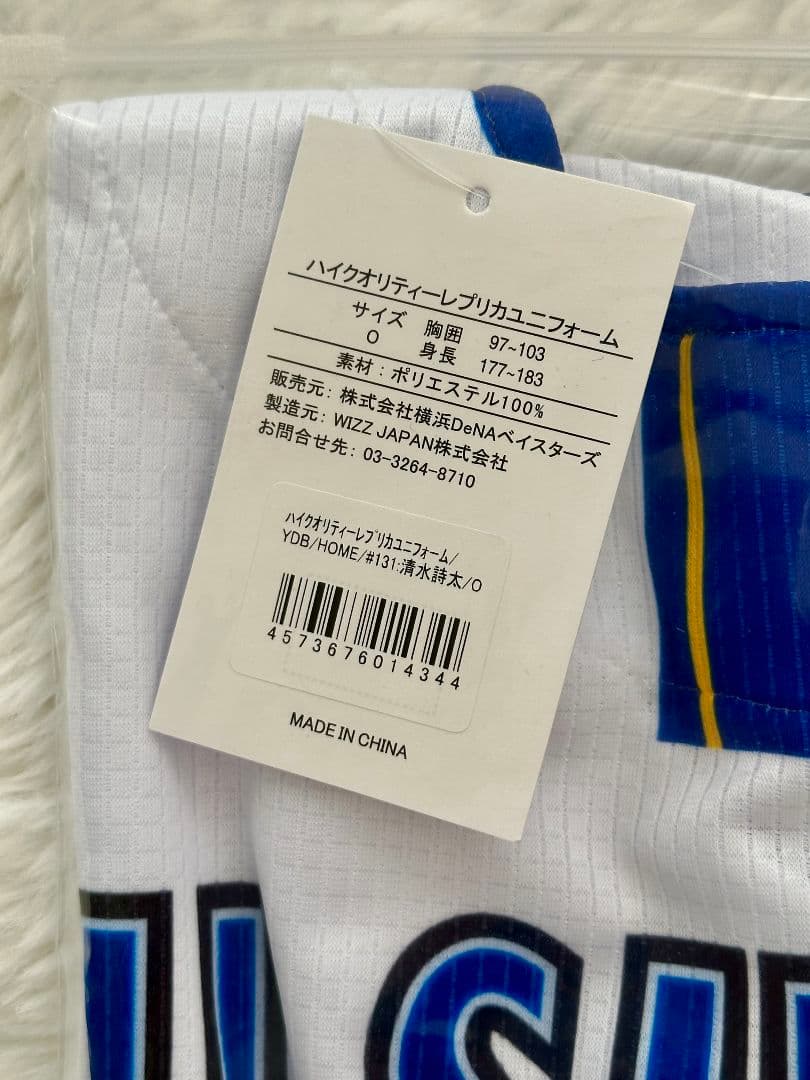 ハイクオリティーレプリカユニフォーム
サイズ 胸囲 97~103
O 身長 177~183
素材：ポリエステル100%
販売元：株式会社横浜DeNAベイスターズ
製造元：WIZZ JAPAN株式会社
お問合せ先：03-3264-8710
ﾊｲｸｵﾘﾃｨｰﾚﾌﾟﾘｶﾕﾆﾌｫｰﾑ/
YDB/HOME/#131:清水詩太/O
4573676014344
MADE IN CHINA